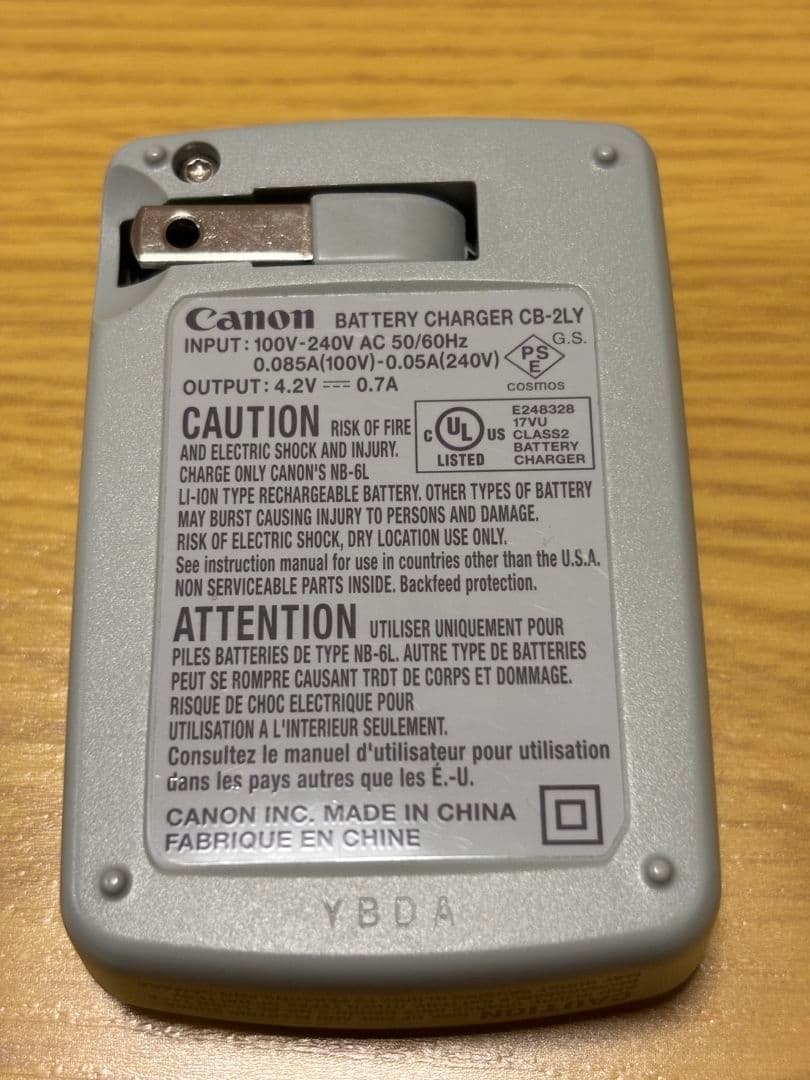 Canon BATTERY CHARGER CB-2LY
INPUT: 100V-240V AC 50/60Hz
0.085A(100V)-0.05A(240V)
OUTPUT: 4.2V ⎓ 0.7A
PS
E
G.S.
cosmos
CAUTION RISK OF FIRE
AND ELECTRIC SHOCK AND INJURY.
CHARGE ONLY CANON'S NB-6L
LI-ION TYPE RECHARGEABLE BATTERY. OTHER TYPES OF BATTERY
MAY BURST CAUSING INJURY TO PERSONS AND DAMAGE.
RISK OF ELECTRIC SHOCK, DRY LOCATION USE ONLY.
See instruction manual for use in countries other than the U.S.A.
NON SERVICEABLE PARTS INSIDE. Backfeed protection.
C UL US
LISTED
E248328
17VU
CLASS2
BATTERY
CHARGER
ATTENTION UTILISER UNIQUEMENT POUR
PILES BATTERIES DE TYPE NB-6L. AUTRE TYPE DE BATTERIES
PEUT SE ROMPRE CAUSANT TRDT DE CORPS ET DOMMAGE.
RISQUE DE CHOC ELECTRIQUE POUR
UTILISATION A L'INTERIEUR SEULEMENT.
Consultez le manuel d'utilisateur pour utilisation
dans les pays autres que les É.-U.
CANON INC. MADE IN CHINA
FABRIQUE EN CHINE
YBDA
CAUTION